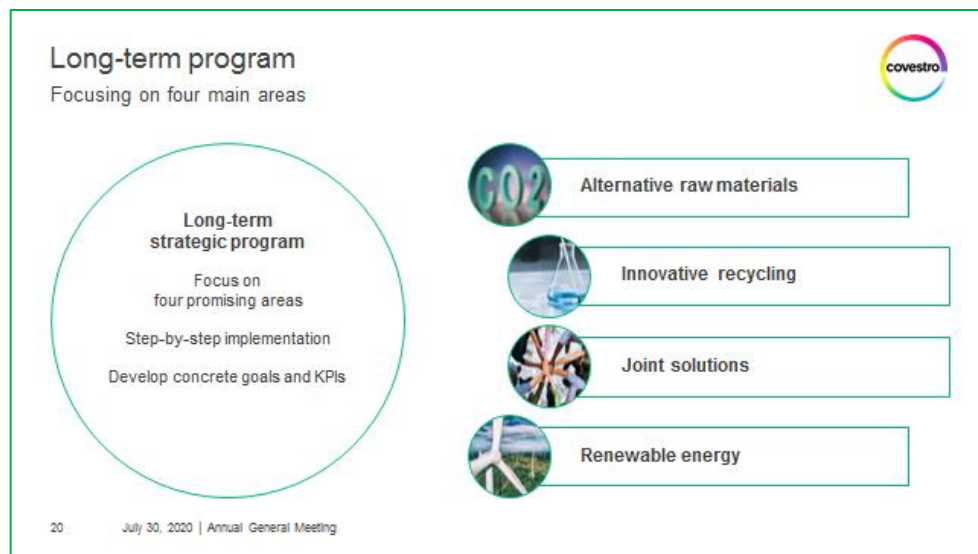 Long-term program
Focusing on four main areas
covestro
Long-term
strategic program
Focus on
four promising areas
Step-by-step implementation
Develop concrete goals and KPIs
CO2
Alternative raw materials
Innovative recycling
Joint solutions
Renewable energy
20 July 30, 2020 | Annual General Meeting